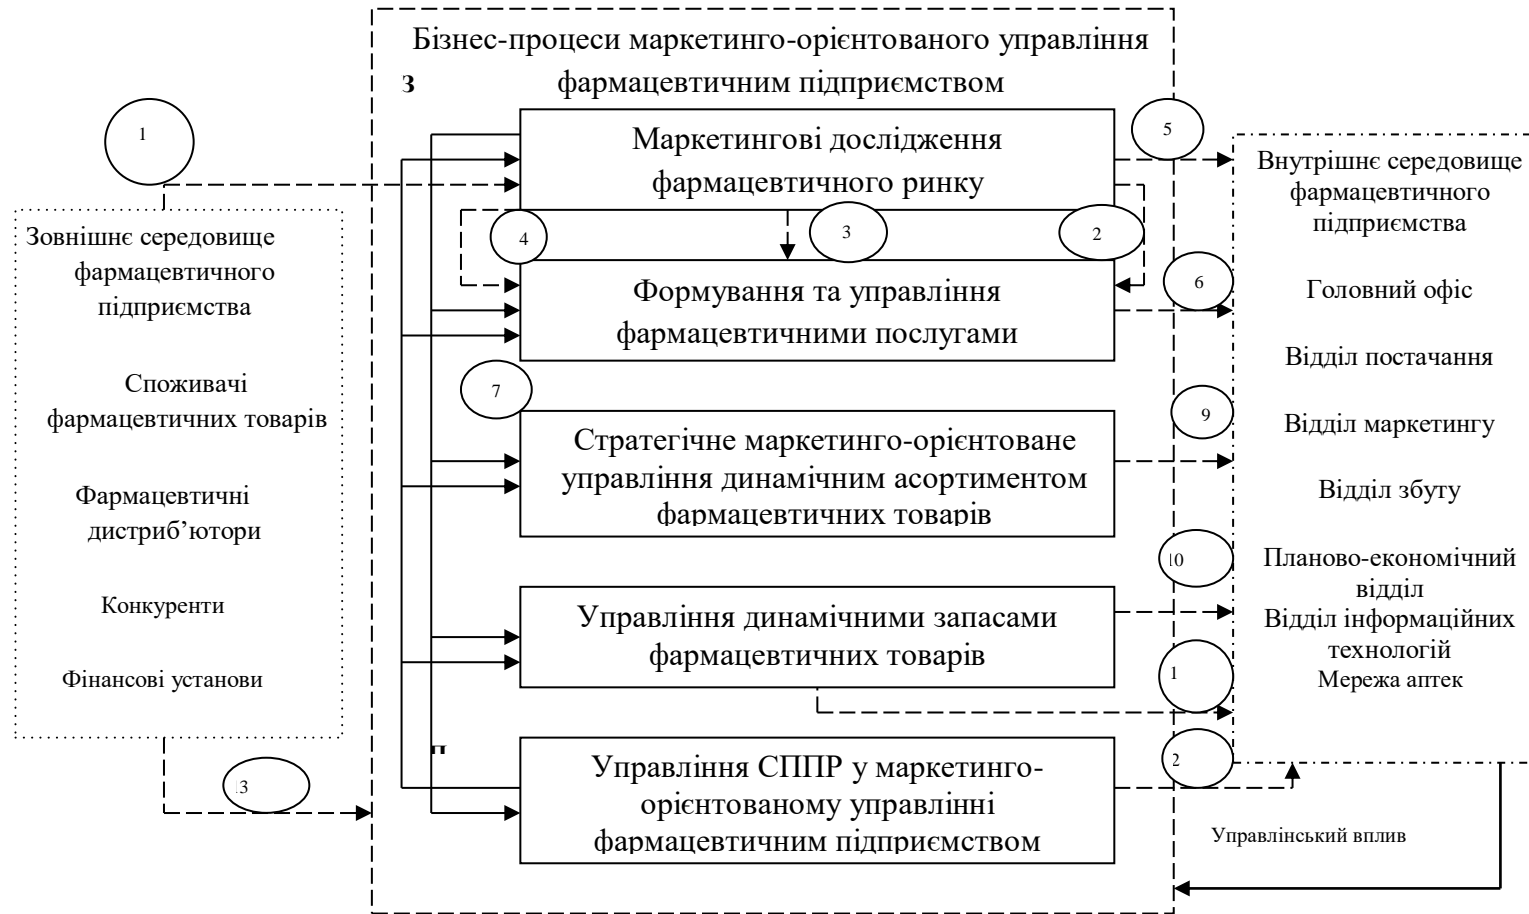 Бізнес-процеси маркетинго-орієнтованого управління
фармацевтичним підприємством
З
1
Зовнішнє середовище
фармацевтичного
підприємства
Споживачі
фармацевтичних товарів
Фармацевтичні
дистриб’ютори
Конкуренти
Фінансові установи
3
Маркетингові дослідження
фармацевтичного ринку
4
3
2
Формування та управління
фармацевтичними послугами
7
Стратегічне маркетинго-орієнтоване
управління динамічним асортиментом
фармацевтичних товарів
Управління динамічними запасами
фармацевтичних товарів
Управління СППР у маркетинго-
орієнтованому управлінні
фармацевтичним підприємством
5
6
9
10
1
2
Внутрішнє середовище
фармацевтичного
підприємства
Головний офіс
Відділ постачання
Відділ маркетингу
Відділ збуту
Планово-економічний
відділ
Відділ інформаційних
технологій
Мережа аптек
Управлінський вплив